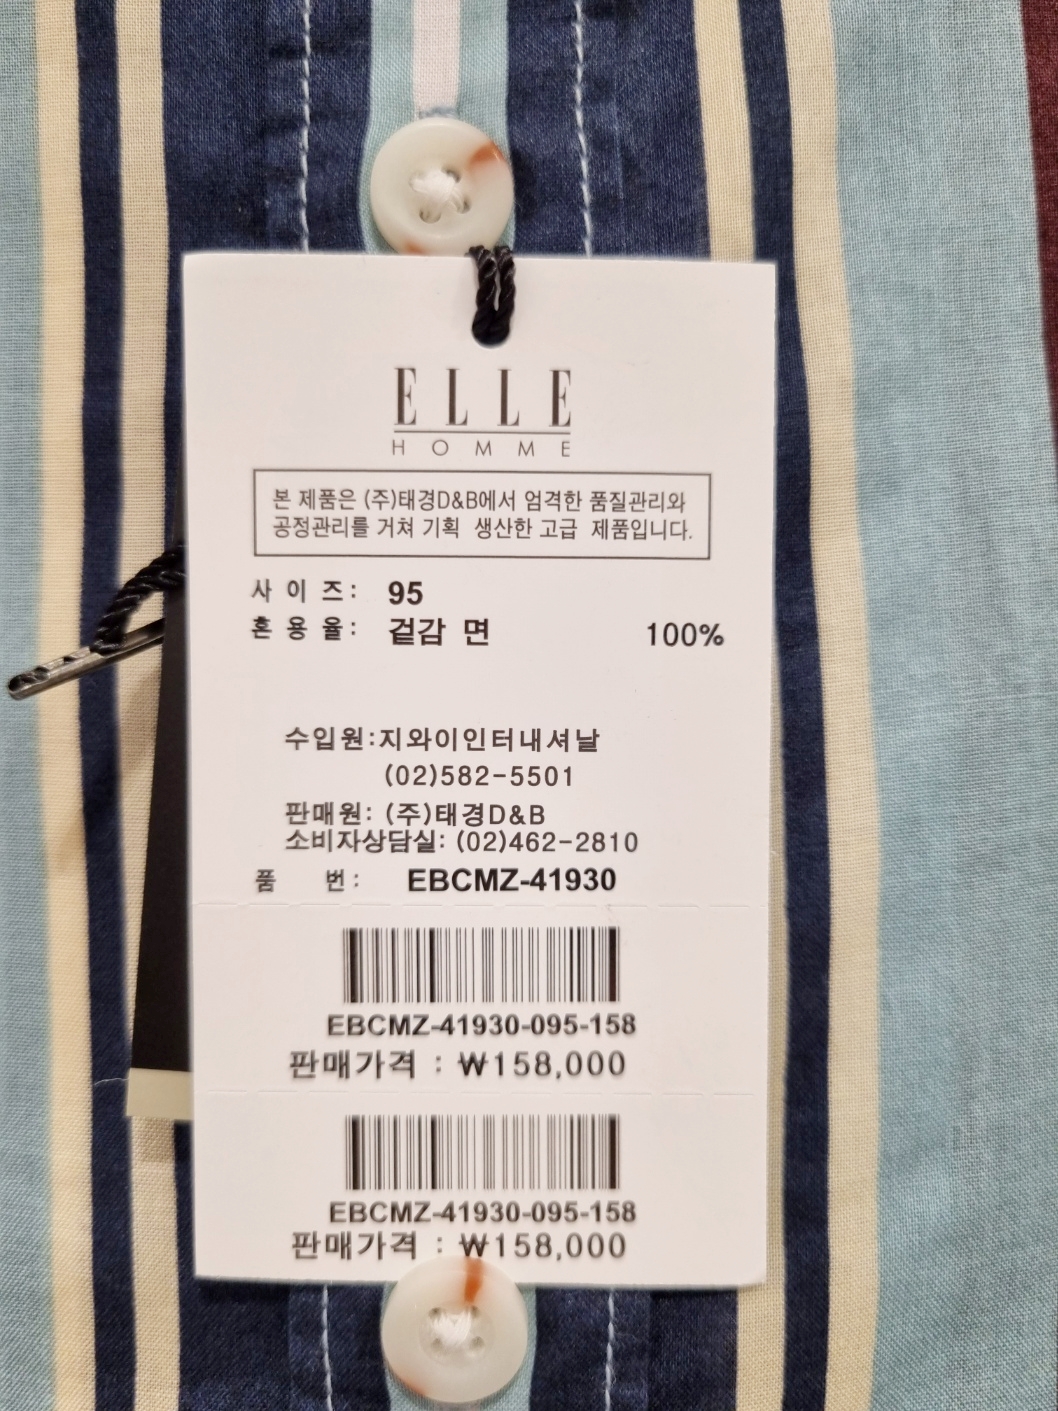 ELLE
HOMME
본 제품은 (주)태경D&B에서 엄격한 품질관리와
공정관리를 거쳐 기획 생산한 고급 제품입니다.
사 이 즈: 95
혼 용 율: 겉감 면 100%
수입원:지와이인터내셔날
(02)582-5501
판매원: (주)태경D&B
소비자상담실: (02)462-2810
품 번: EBCMZ-41930
EBCMZ-41930-095-158
판매가격 : ₩158,000
EBCMZ-41930-095-158
판매가격 : ₩158,000